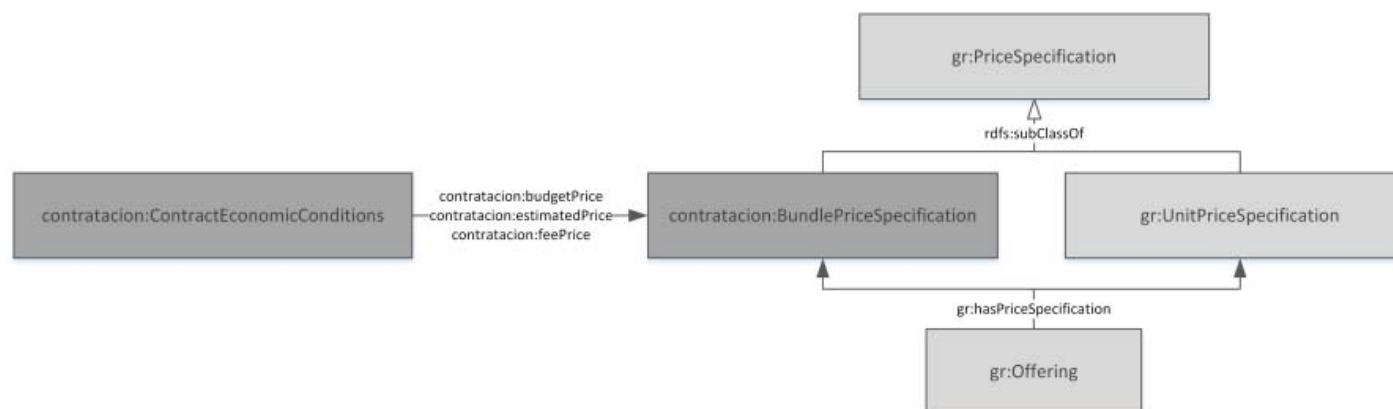 gr:PriceSpecification
rdfs:subClassOf
contratacion:ContractEconomicConditions
contratacion:budgetPrice
contratacion:estimatedPrice
contratacion:feePrice
contratacion:BundlePriceSpecification
gr:UnitPriceSpecification
gr:hasPriceSpecification
gr:Offering